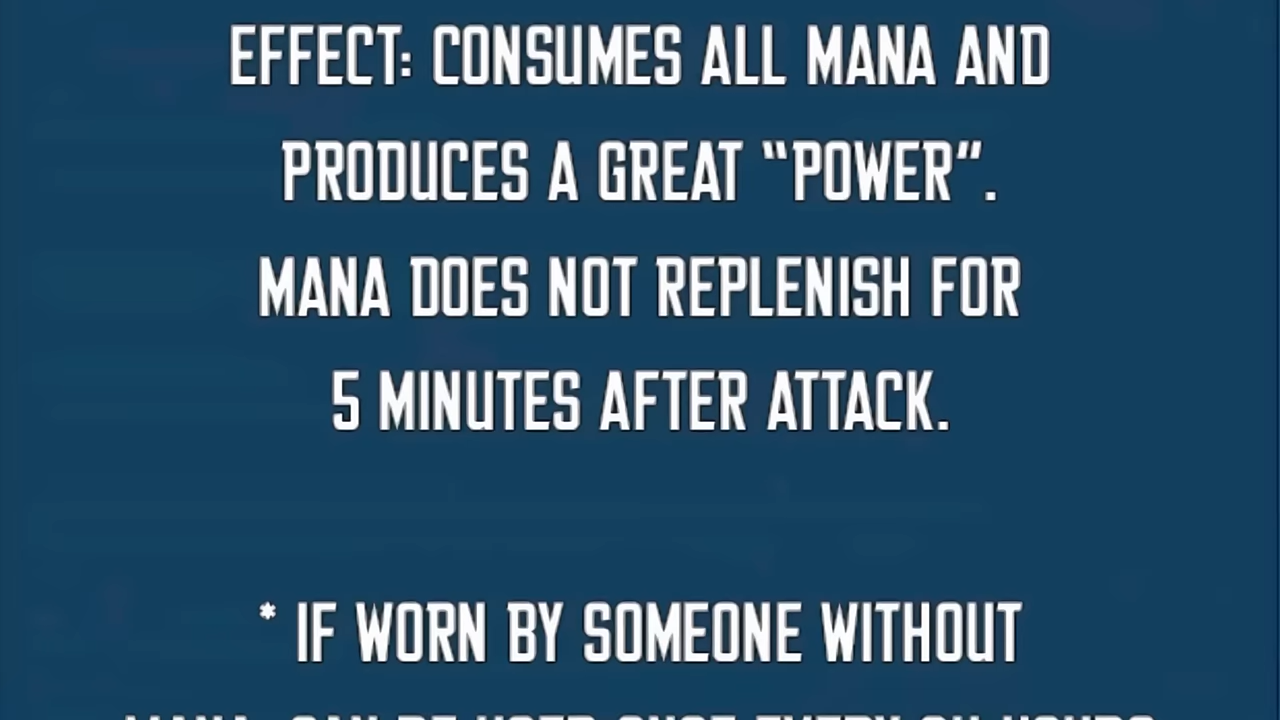 EFFECT: CONSUMES ALL MANA AND
PRODUCES A GREAT “POWER”.
MANA DOES NOT REPLENISH FOR
5 MINUTES AFTER ATTACK.
* IF WORN BY SOMEONE WITHOUT